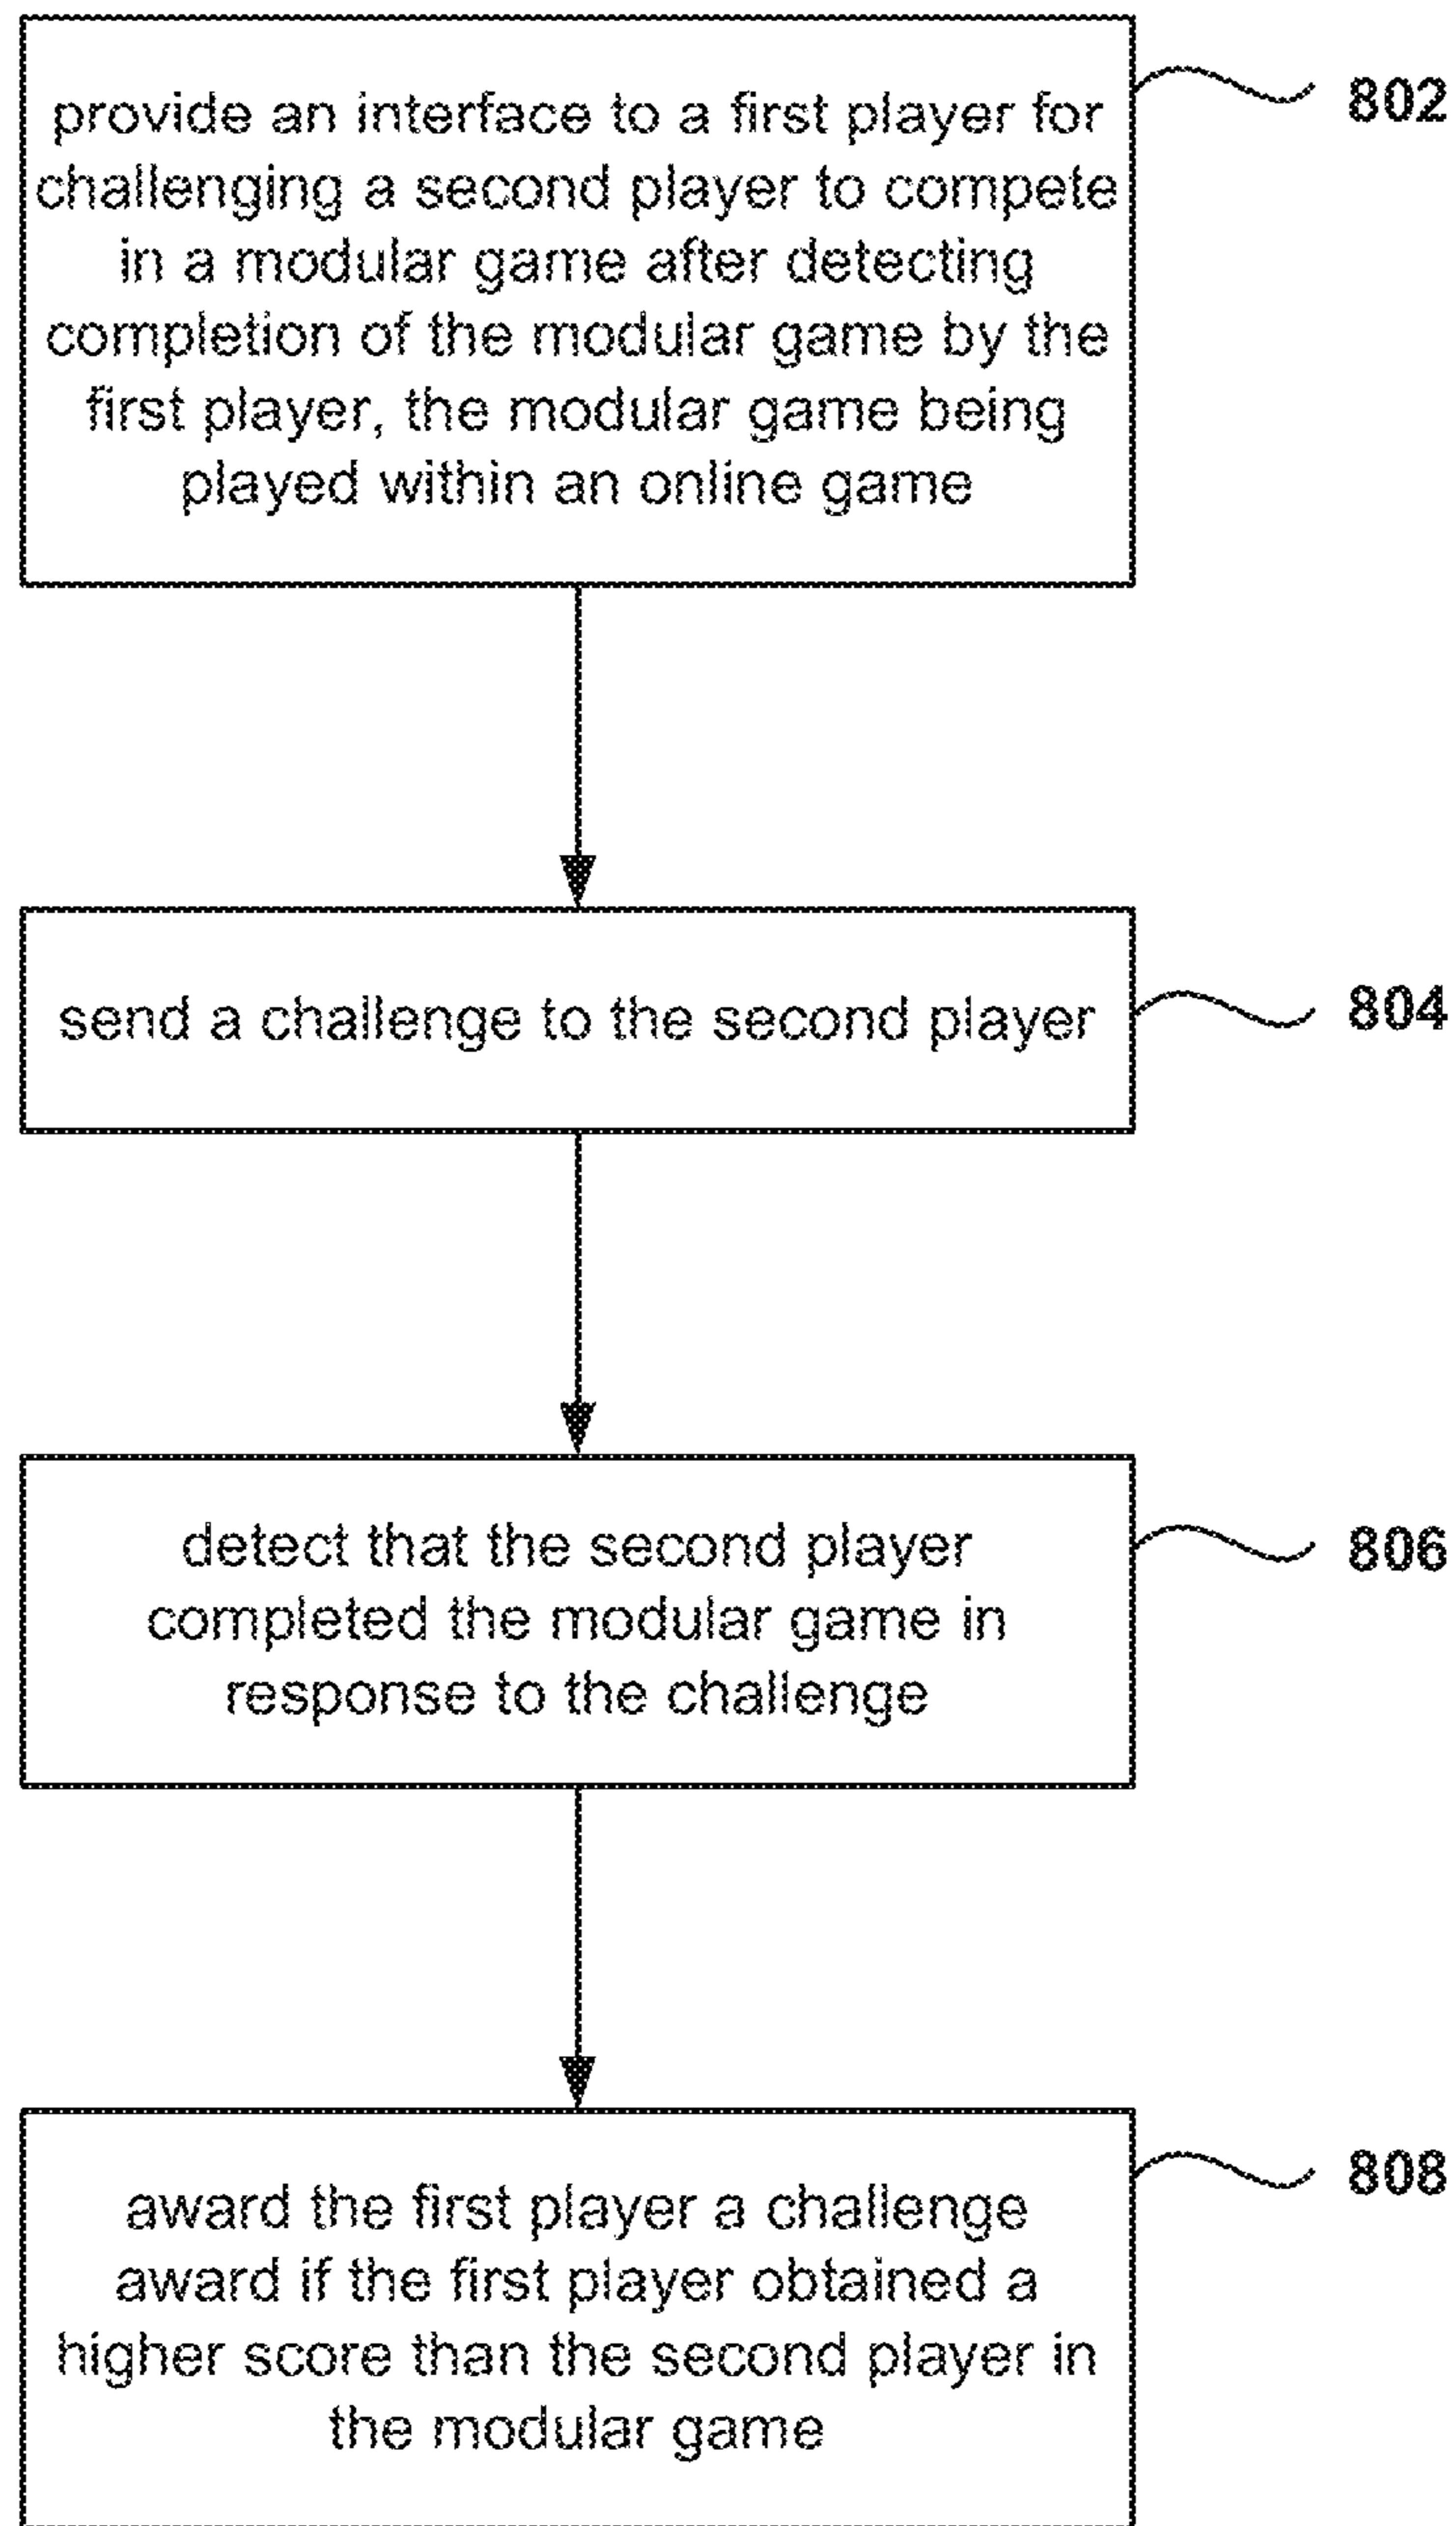 provide an interface to a first player for
challenging a second player to compete
in a modular game after detecting
completion of the modular game by the
first player, the modular game being
played within an online game
802
send a challenge to the second player
804
detect that the second player
completed the modular game in
response to the challenge
806
award the first player a challenge
award if the first player obtained a
higher score than the second player in
the modular game
808